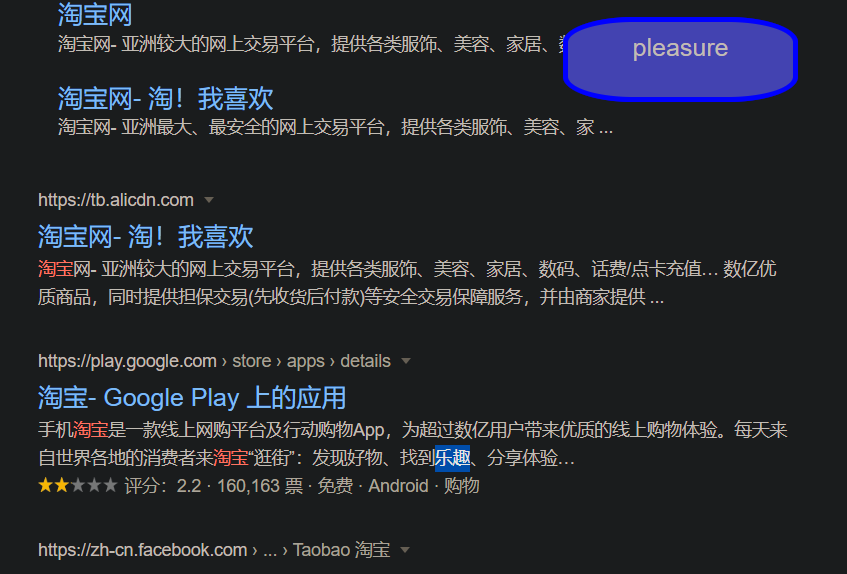 淘宝网
淘宝网- 亚洲较大的网上交易平台，提供各类服饰、美容、家居、
pleasure
淘宝网- 淘！我喜欢
淘宝网- 亚洲最大、最安全的网上交易平台，提供各类服饰、美容、家 ...
https://tb.alicdn.com
淘宝网- 淘！我喜欢
淘宝网- 亚洲较大的网上交易平台，提供各类服饰、美容、家居、数码、话费/点卡充值… 数亿优
质商品，同时提供担保交易(先收货后付款)等安全交易保障服务，并由商家提供 ...
https://play.google.com › store › apps › details
淘宝- Google Play 上的应用
手机淘宝是一款线上网购平台及行动购物App，为超过数亿用户带来优质的线上购物体验。每天来
自世界各地的消费者来淘宝“逛街”：发现好物、找到乐趣、分享体验…
评分：2.2 · 160,163 票 · 免费 · Android · 购物
https://zh-cn.facebook.com › ... › Taobao 淘宝